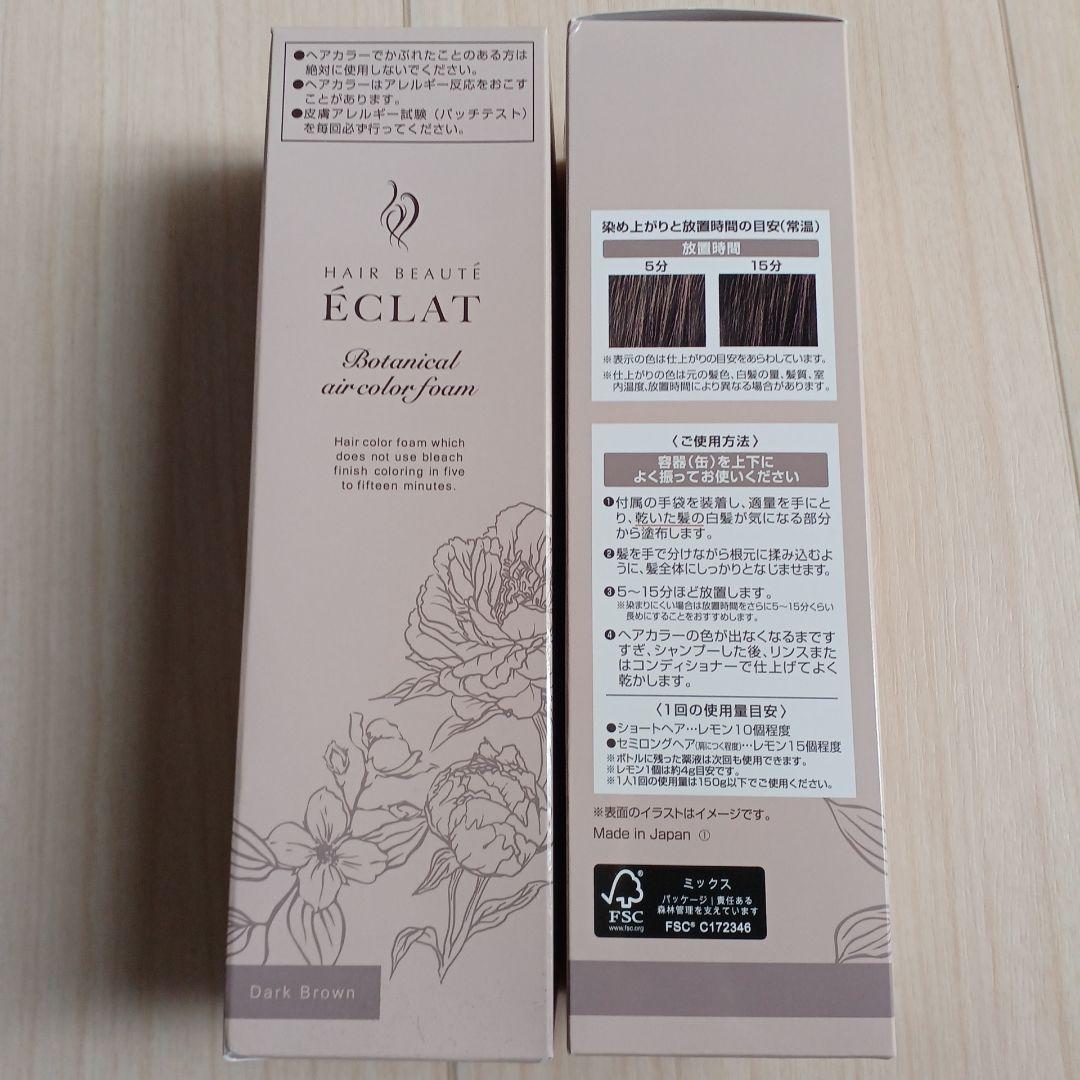 ●ヘアカラーでかぶれたことのある方は
絶対に使用しないでください。
●ヘアカラーはアレルギー反応をおこす
ことがあります。
●皮膚アレルギー試験(パッチテスト)
を毎回必ず行ってください。
HAIR BEAUTÉ
ÉCLAT
Botanical
air color foam
Hair color foam which
does not use bleach
finish coloring in five
to fifteen minutes.
Dark Brown
染め上がりと放置時間の目安(常温)
放置時間
5分 15分
※表示の色は仕上がりの目安をあらわしています。
※仕上がりの色は元の髪色、白髪の量、髪質、室
内温度、放置時間により異なる場合があります。
〈ご使用方法〉
容器(缶)を上下に
よく振ってお使いください
❶付属の手袋を装着し、適量を手にと
り、乾いた髪の白髪が気になる部分
から塗布します。
❷髪を手で分けながら根元に揉み込むよ
うに、髪全体にしっかりとなじませます。
❸5〜15分ほど放置します。
※染まりにくい場合は放置時間をさらに5〜15分くらい
長めにすることをおすすめします。
❹ヘアカラーの色が出なくなるまです
すぎ、シャンプーした後、リンスまた
はコンディショナーで仕上げてよく
乾かします。
〈1回の使用量目安〉
●ショートヘア…レモン10個程度
●セミロングヘア(肩につく程度)…レモン15個程度
※ボトルに残った薬液は次回も使用できます。
※レモン1個は約4g目安です。
※1人1回の使用量は150g以下でご使用ください。
※表面のイラストはイメージです。
Made in Japan ①
FSC
www.fsc.org
ミックス
パッケージ|責任ある
森林管理を支えています
FSC® C172346